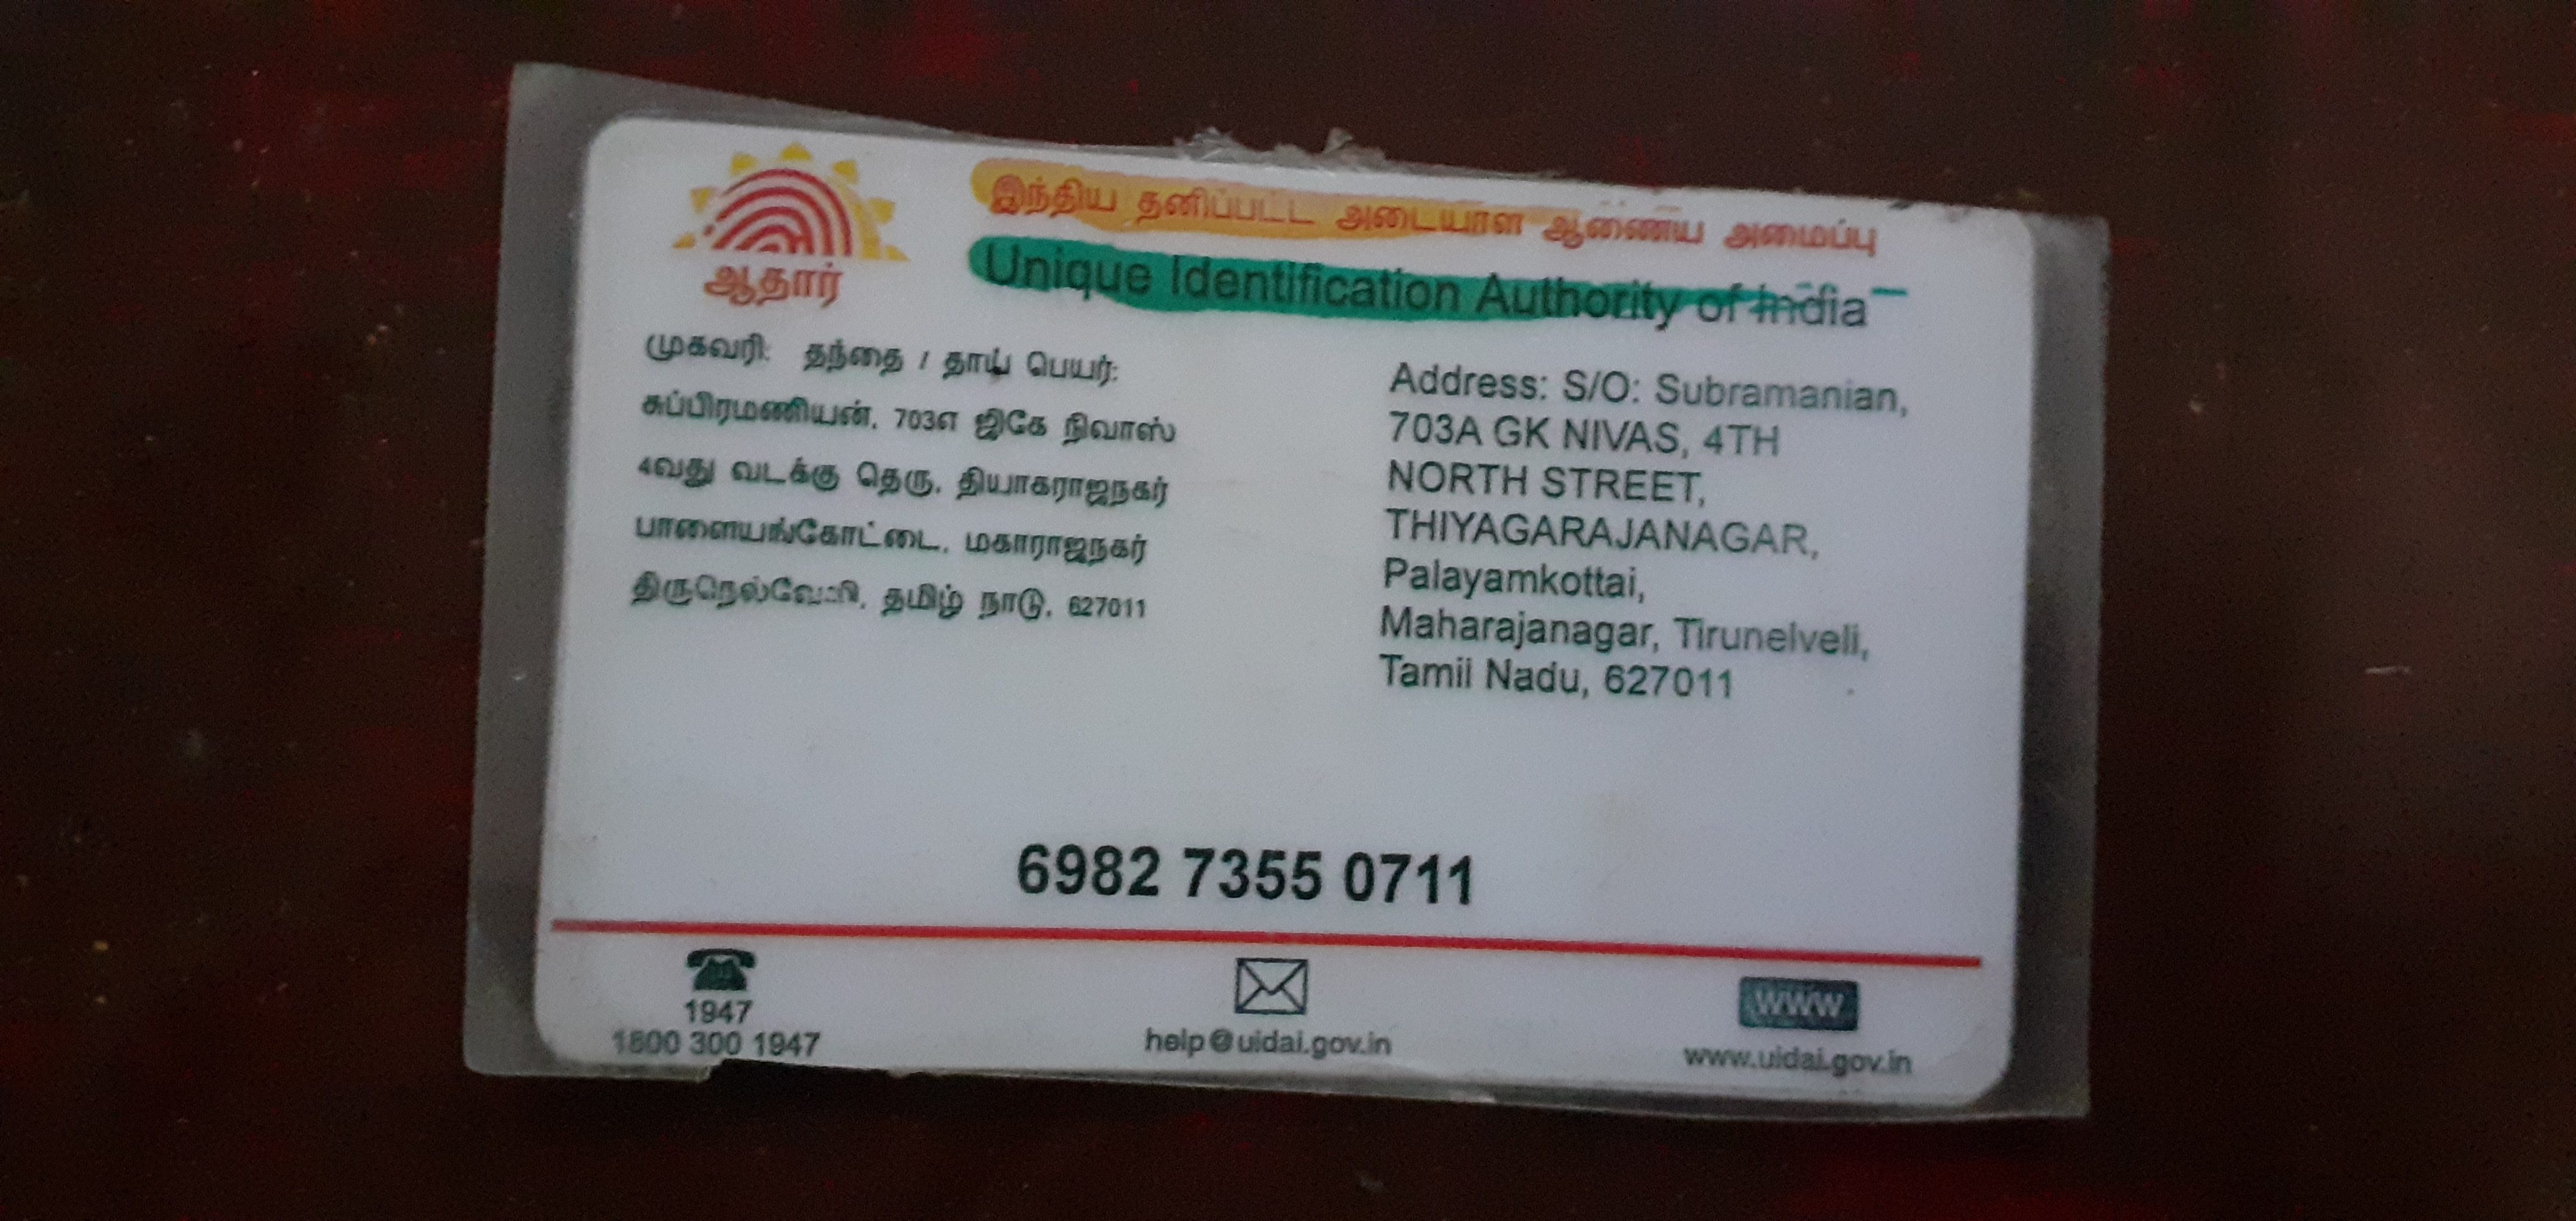 இந்திய தனிப்பட்ட அடையாள ஆணைய அமைப்பு
Unique Identification Authority of India
ஆதார்
முகவரி: தந்தை / தாய் பெயர்:
சுப்பிரமணியன், 703எ ஜிகே நிவாஸ்
4வது வடக்கு தெரு, தியாகராஜநகர்
பாளையங்கோட்டை, மகாராஜநகர்
திருநெல்வேலி, தமிழ் நாடு, 627011
Address: S/O: Subramanian,
703A GK NIVAS, 4TH
NORTH STREET,
THIYAGARAJANAGAR,
Palayamkottai,
Maharajanagar, Tirunelveli,
Tamil Nadu, 627011
6982 7355 0711
1947
1800 300 1947
help@uidai.gov.in
www
www.uidai.gov.in